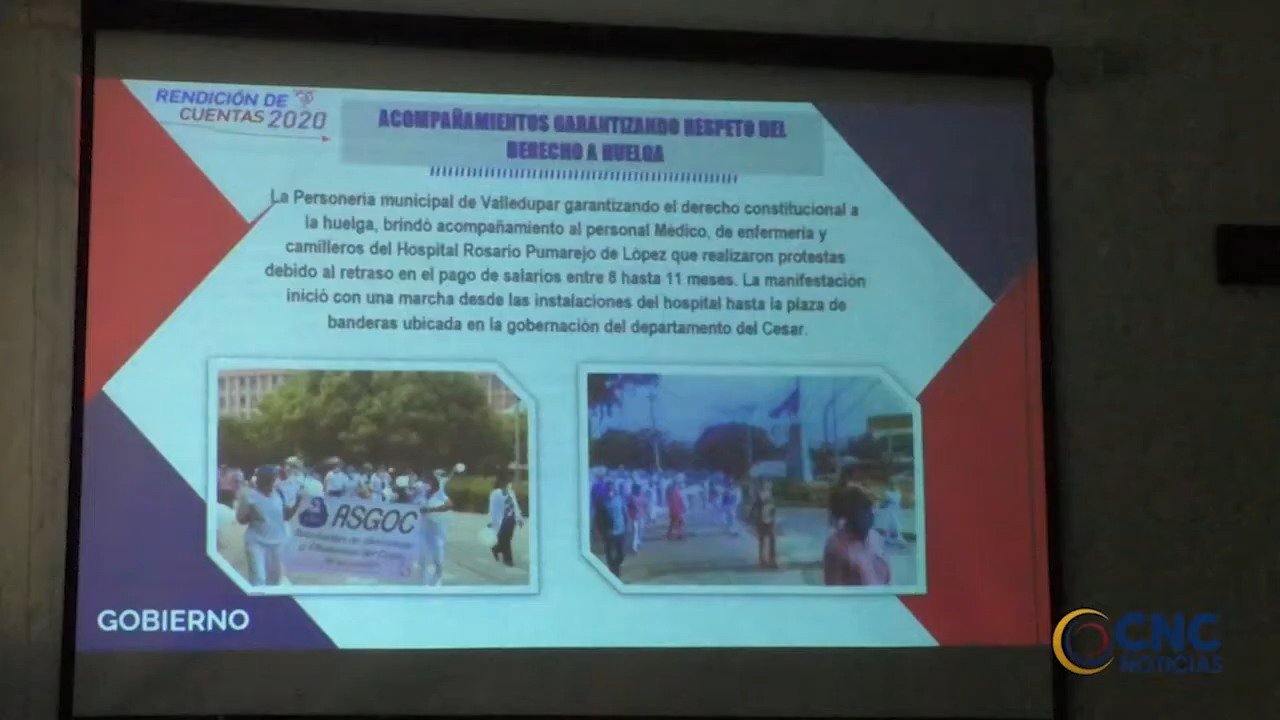 RENDICIÓN DE
CUENTAS 2020
ACOMPAÑAMIENTOS GARANTIZANDO RESPETO DEL
DERECHO A HUELGA
La Personería municipal de Valledupar garantizando el derecho constitucional a
la huelga, brindó acompañamiento al personal Médico, de enfermería y
camilleros del Hospital Rosario Pumarejo de López que realizaron protestas
debido al retraso en el pago de salarios entre 8 hasta 11 meses. La manifestación
inició con una marcha desde las instalaciones del hospital hasta la plaza de
banderas ubicada en la gobernación del departamento del Cesar.
ASGOC
GOBIERNO
CNC
NOTICIAS